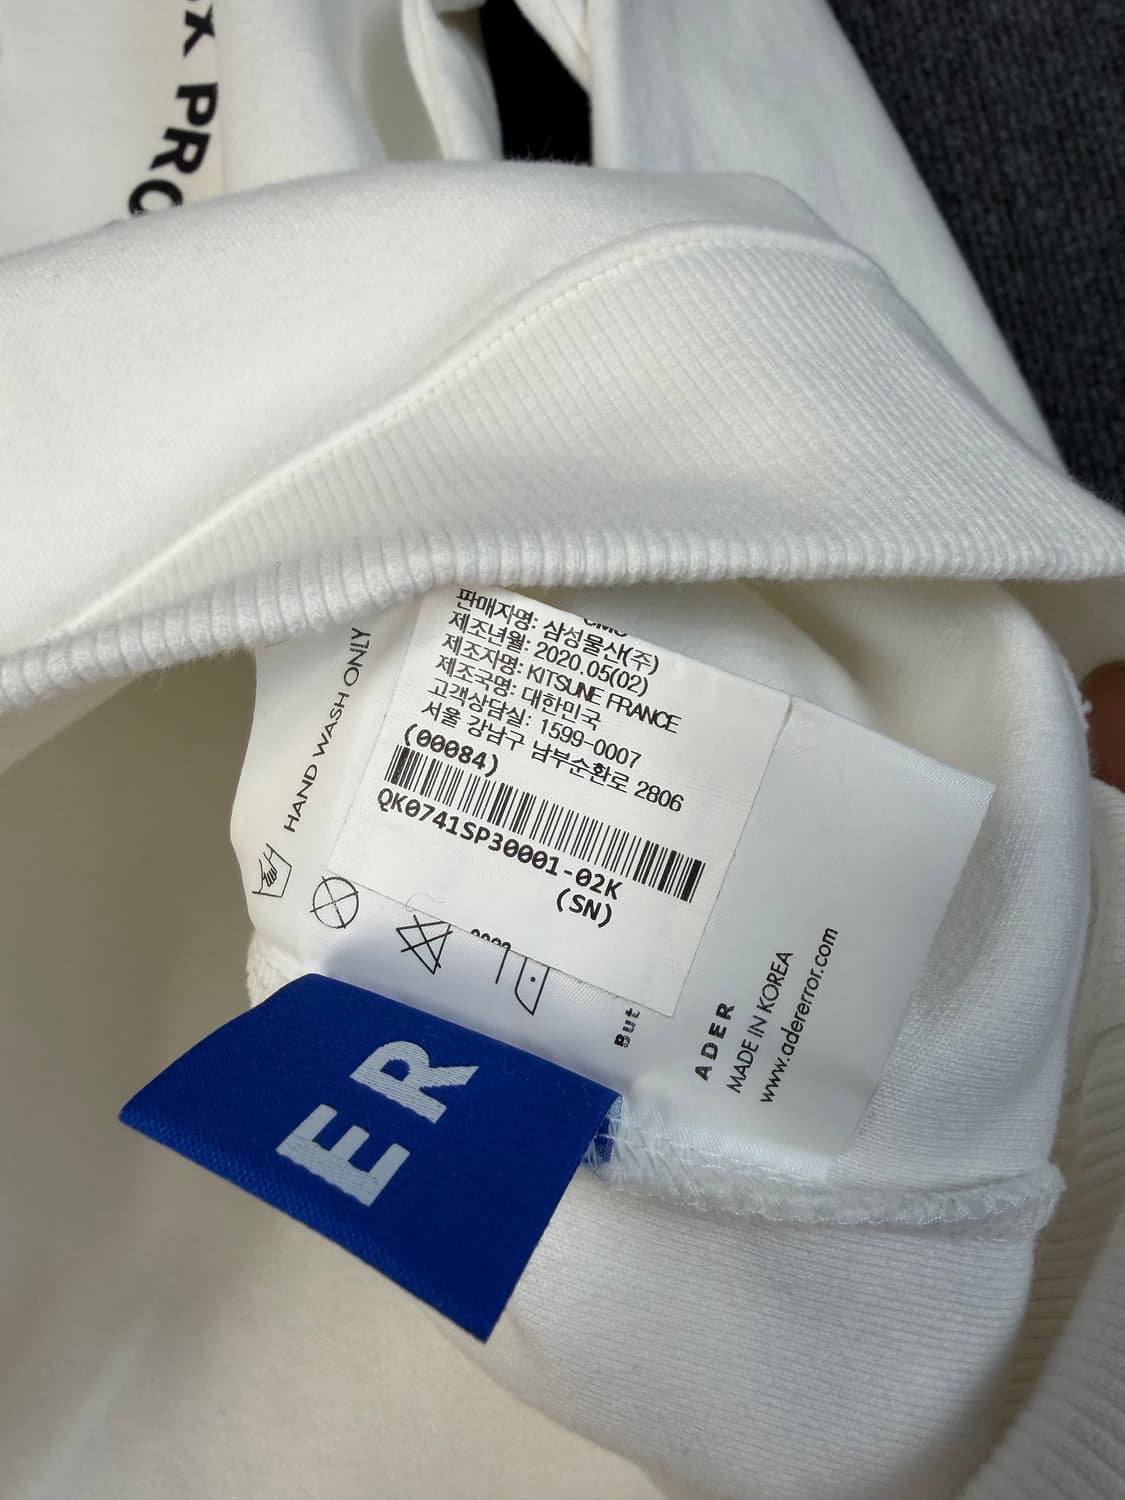 PRO
판매자명: 삼성물산(주)
제조년월: 2020 05(02)
제조자명: KITSUNE FRANCE
제조국명: 대한민국
고객상담실: 1599-0007
서울 강남구 남부순환로 2806
(00084)
QK0741SP30001-02K
(SN)
HAND WASH ONLY
But
ADER
MADE IN KOREA
www.adererror.com
ER